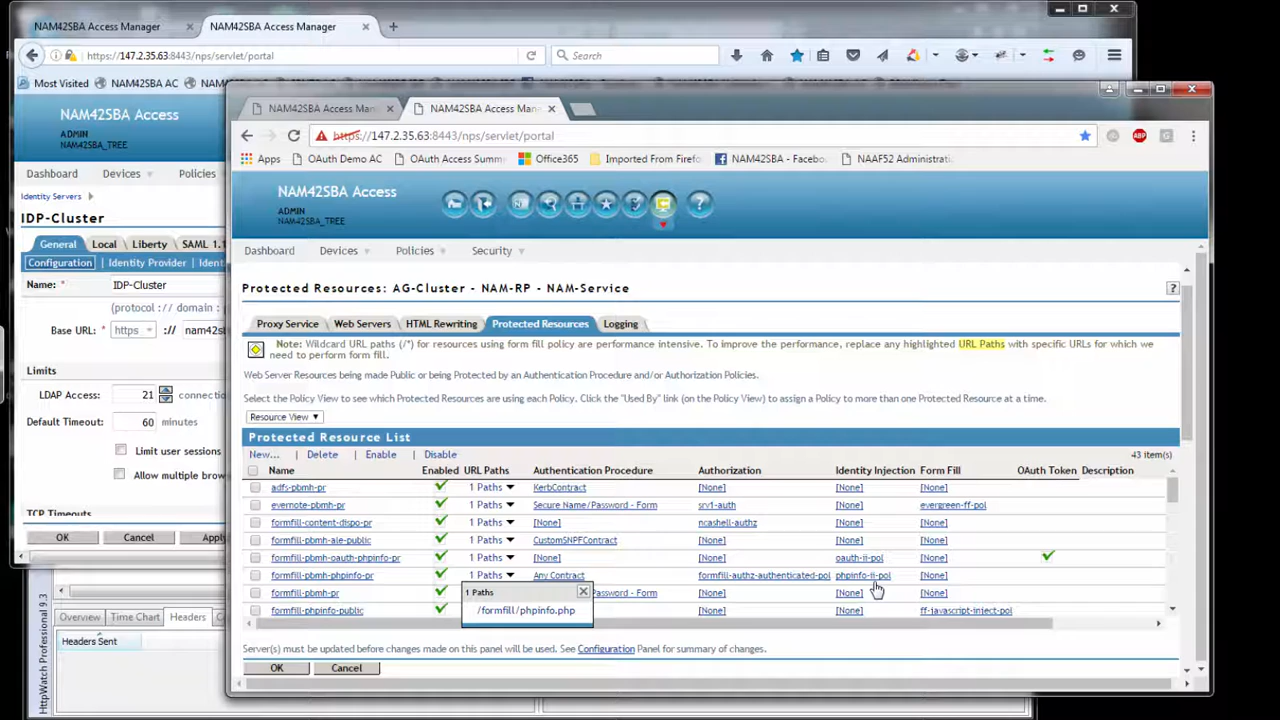 NAM42SBA Access Manager
NAM42SBA Access Manager
https://147.2.35.63:8443/nps/servlet/portal
Search
Most Visited
NAM42SBA AC
NAM42SBA Access
ADMIN
NAM42SBA_TREE
Dashboard
Devices
Policies
Identity Servers
IDP-Cluster
General
Local
Liberty
SAML 1.1
Configuration
Identity Provider
Name: *
IDP-Cluster
(protocol :// domain :
Base URL: *
https
://
nam42s
Limits
LDAP Access:
21
Default Timeout:
60
minutes
Limit user sessions
TCP Timeouts
OK
Cancel
Overview
Time Chart
Headers
Headers Sent
HttpWatch Professional 9.3
NAM42SBA Access Man
NAM42SBA Access Man
https://147.2.35.63:8443/nps/servlet/portal
Apps
OAuth Demo AC
OAuth Access Summ
Office365
Imported From Firefo
NAM42SBA - Facebo
NAAF52 Administrati
NAM42SBA Access
ADMIN
NAM42SBA_TREE
Dashboard
Devices
Policies
Security
Protected Resources: AG-Cluster - NAM-RP - NAM-Service
Proxy Service
Web Servers
HTML Rewriting
Protected Resources
Logging
Note: Wildcard URL paths (/*) for resources using form fill policy are performance intensive. To improve the performance, replace any highlighted URL Paths with specific URLs for which we
need to perform form fill.
Web Server Resources being made Public or being Protected by an Authentication Procedure and/or Authorization Policies.
Select the Policy View to see which Protected Resources are using each Policy. Click the "Used By" link (on the Policy View) to assign a Policy to more than one Protected Resource at a time.
Resource View
Protected Resource List
New... | Delete | Enable | Disable
43 item(s)
Name Enabled URL Paths Authentication Procedure Authorization Identity Injection Form Fill OAuth Token Description
adfs-pbmh-pr 1 Paths KerbContract [None] [None] [None]
evernote-pbmh-pr 1 Paths Secure Name/Password - Form srv1-auth [None] evergreen-ff-pol
formfill-content-dispo-pr 1 Paths [None] ncashell-authz [None] [None]
formfill-pbmh-ale-public 1 Paths CustomSNPFContract [None] [None] [None]
formfill-pbmh-oauth-phpinfo-pr 1 Paths [None] [None] oauth-ii-pol [None]
formfill-pbmh-phpinfo-pr 1 Paths Any Contract formfill-authz-authenticated-pol phpinfo-ii-pol [None]
formfill-pbmh-pr /Password - Form [None] [None] [None]
formfill-phpinfo-public [None] [None] ff-javascript-inject-pol
1 Paths
/formfill/phpinfo.php
Server(s) must be updated before changes made on this panel will be used. See Configuration Panel for summary of changes.
OK
Cancel